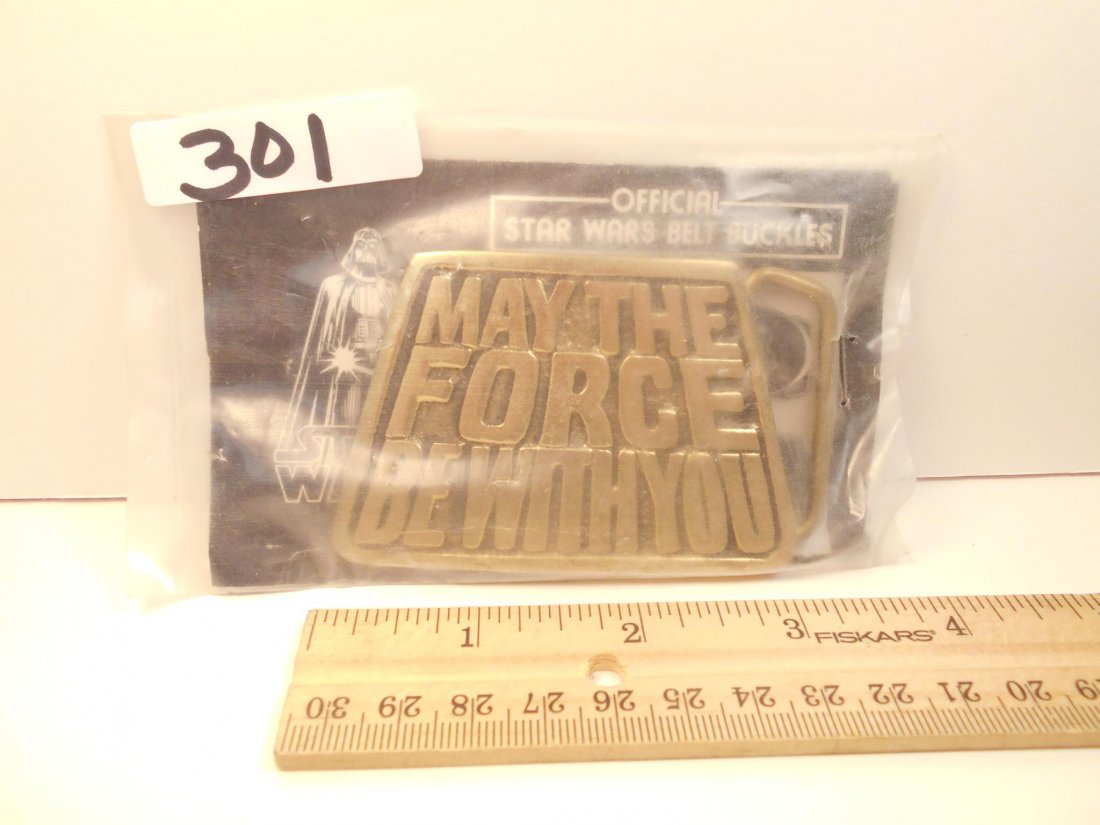 301
OFFICIAL
STAR WARS BELT BUCKLES
MAY THE
FORCE
BE WITH YOU
1 2 3 FISKARS® 4
30 29 28 27 26 25 24 23 22 21 20 19